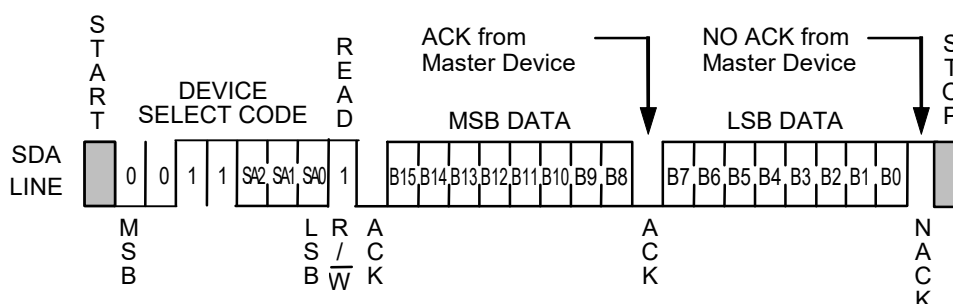 START
DEVICE
SELECT CODE
READ
ACK from
Master Device
NO ACK from
Master Device
STOP
MSB DATA
LSB DATA
SDA
LINE
0 0 1 1 SA2 SA1 SA0 1 B15 B14 B13 B12 B11 B10 B9 B8 B7 B6 B5 B4 B3 B2 B1 B0
MSB
LSB
R/W̅
ACK
ACK
NACK